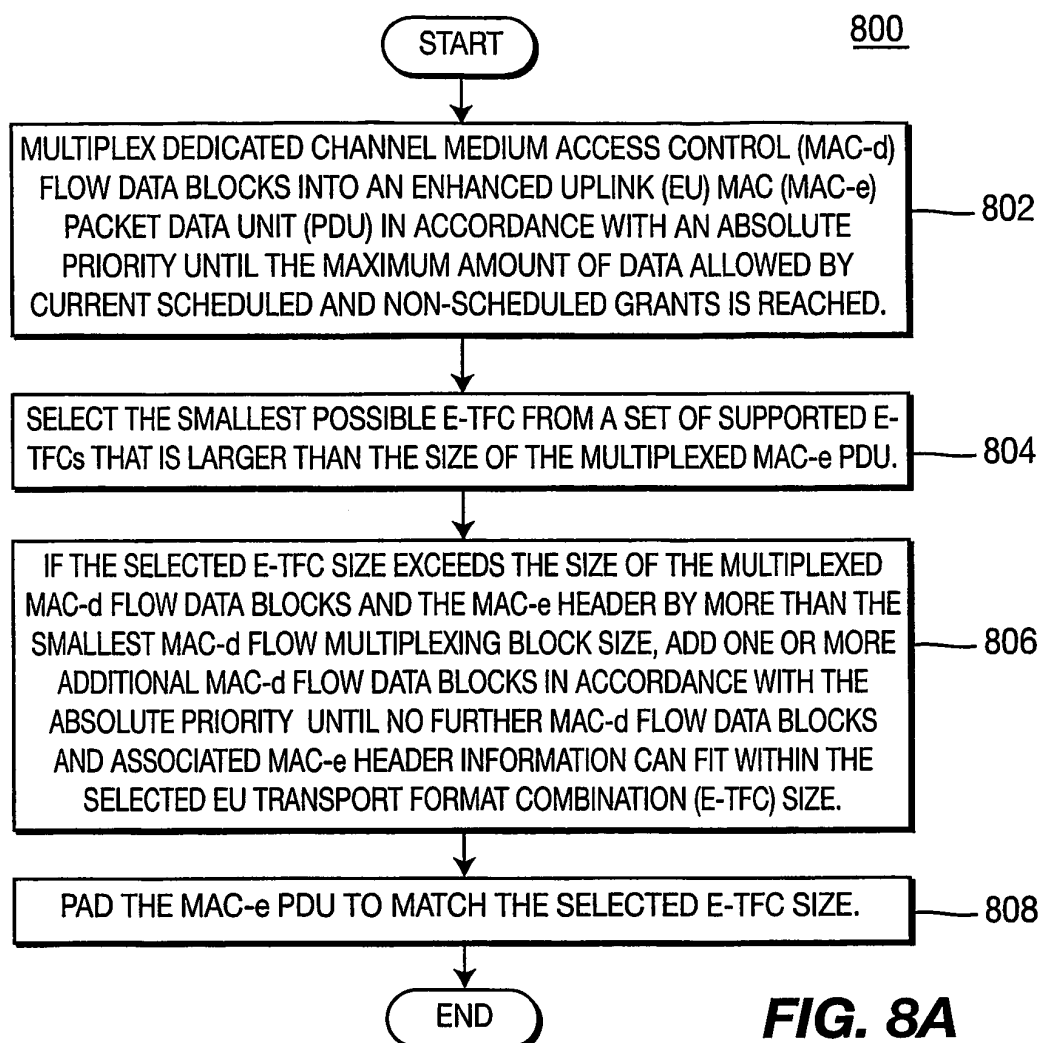 800
START
MULTIPLEX DEDICATED CHANNEL MEDIUM ACCESS CONTROL (MAC-d)
FLOW DATA BLOCKS INTO AN ENHANCED UPLINK (EU) MAC (MAC-e)
PACKET DATA UNIT (PDU) IN ACCORDANCE WITH AN ABSOLUTE
PRIORITY UNTIL THE MAXIMUM AMOUNT OF DATA ALLOWED BY
CURRENT SCHEDULED AND NON-SCHEDULED GRANTS IS REACHED.
802
SELECT THE SMALLEST POSSIBLE E-TFC FROM A SET OF SUPPORTED E-
TFCs THAT IS LARGER THAN THE SIZE OF THE MULTIPLEXED MAC-e PDU.
804
IF THE SELECTED E-TFC SIZE EXCEEDS THE SIZE OF THE MULTIPLEXED
MAC-d FLOW DATA BLOCKS AND THE MAC-e HEADER BY MORE THAN THE
SMALLEST MAC-d FLOW MULTIPLEXING BLOCK SIZE, ADD ONE OR MORE
ADDITIONAL MAC-d FLOW DATA BLOCKS IN ACCORDANCE WITH THE
ABSOLUTE PRIORITY UNTIL NO FURTHER MAC-d FLOW DATA BLOCKS
AND ASSOCIATED MAC-e HEADER INFORMATION CAN FIT WITHIN THE
SELECTED EU TRANSPORT FORMAT COMBINATION (E-TFC) SIZE.
806
PAD THE MAC-e PDU TO MATCH THE SELECTED E-TFC SIZE.
808
END
FIG. 8A